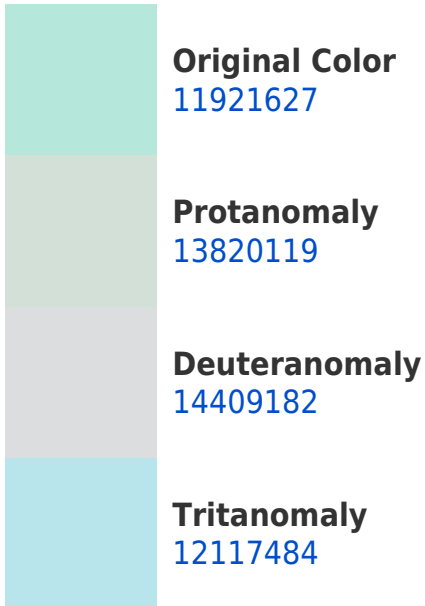 Original Color
11921627
Protanomaly
13820119
Deuteranomaly
14409182
Tritanomaly
12117484